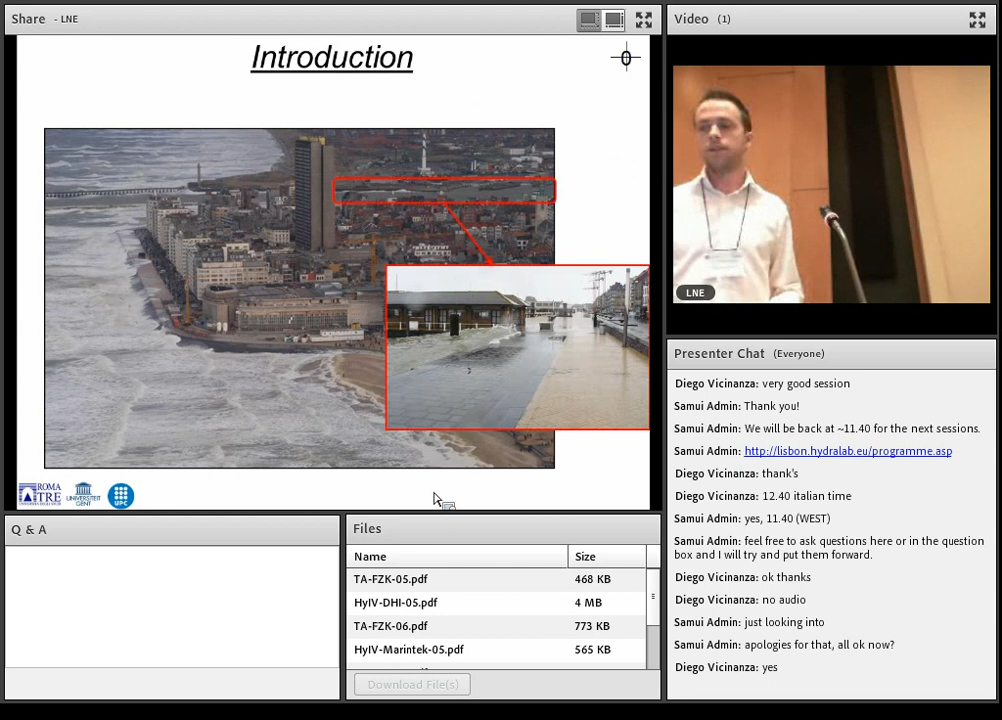 Share - LNE
Introduction
ROMA
TRE
UNIVERSITEIT
GENT
UPC
Video (1)
LNE
Presenter Chat (Everyone)
Diego Vicinanza: very good session
Samui Admin: Thank you!
Samui Admin: We will be back at ~11.40 for the next sessions.
Samui Admin: http://lisbon.hydralab.eu/programme.asp
Diego Vicinanza: thank's
Diego Vicinanza: 12.40 italian time
Samui Admin: yes, 11.40 (WEST)
Samui Admin: feel free to ask questions here or in the question
box and I will try and put them forward.
Diego Vicinanza: ok thanks
Diego Vicinanza: no audio
Samui Admin: just looking into
Samui Admin: apologies for that, all ok now?
Diego Vicinanza: yes
Q & A
Files
Name Size
TA-FZK-05.pdf 468 KB
HyIV-DHI-05.pdf 4 MB
TA-FZK-06.pdf 773 KB
HyIV-Marintek-05.pdf 565 KB
Download File(s)